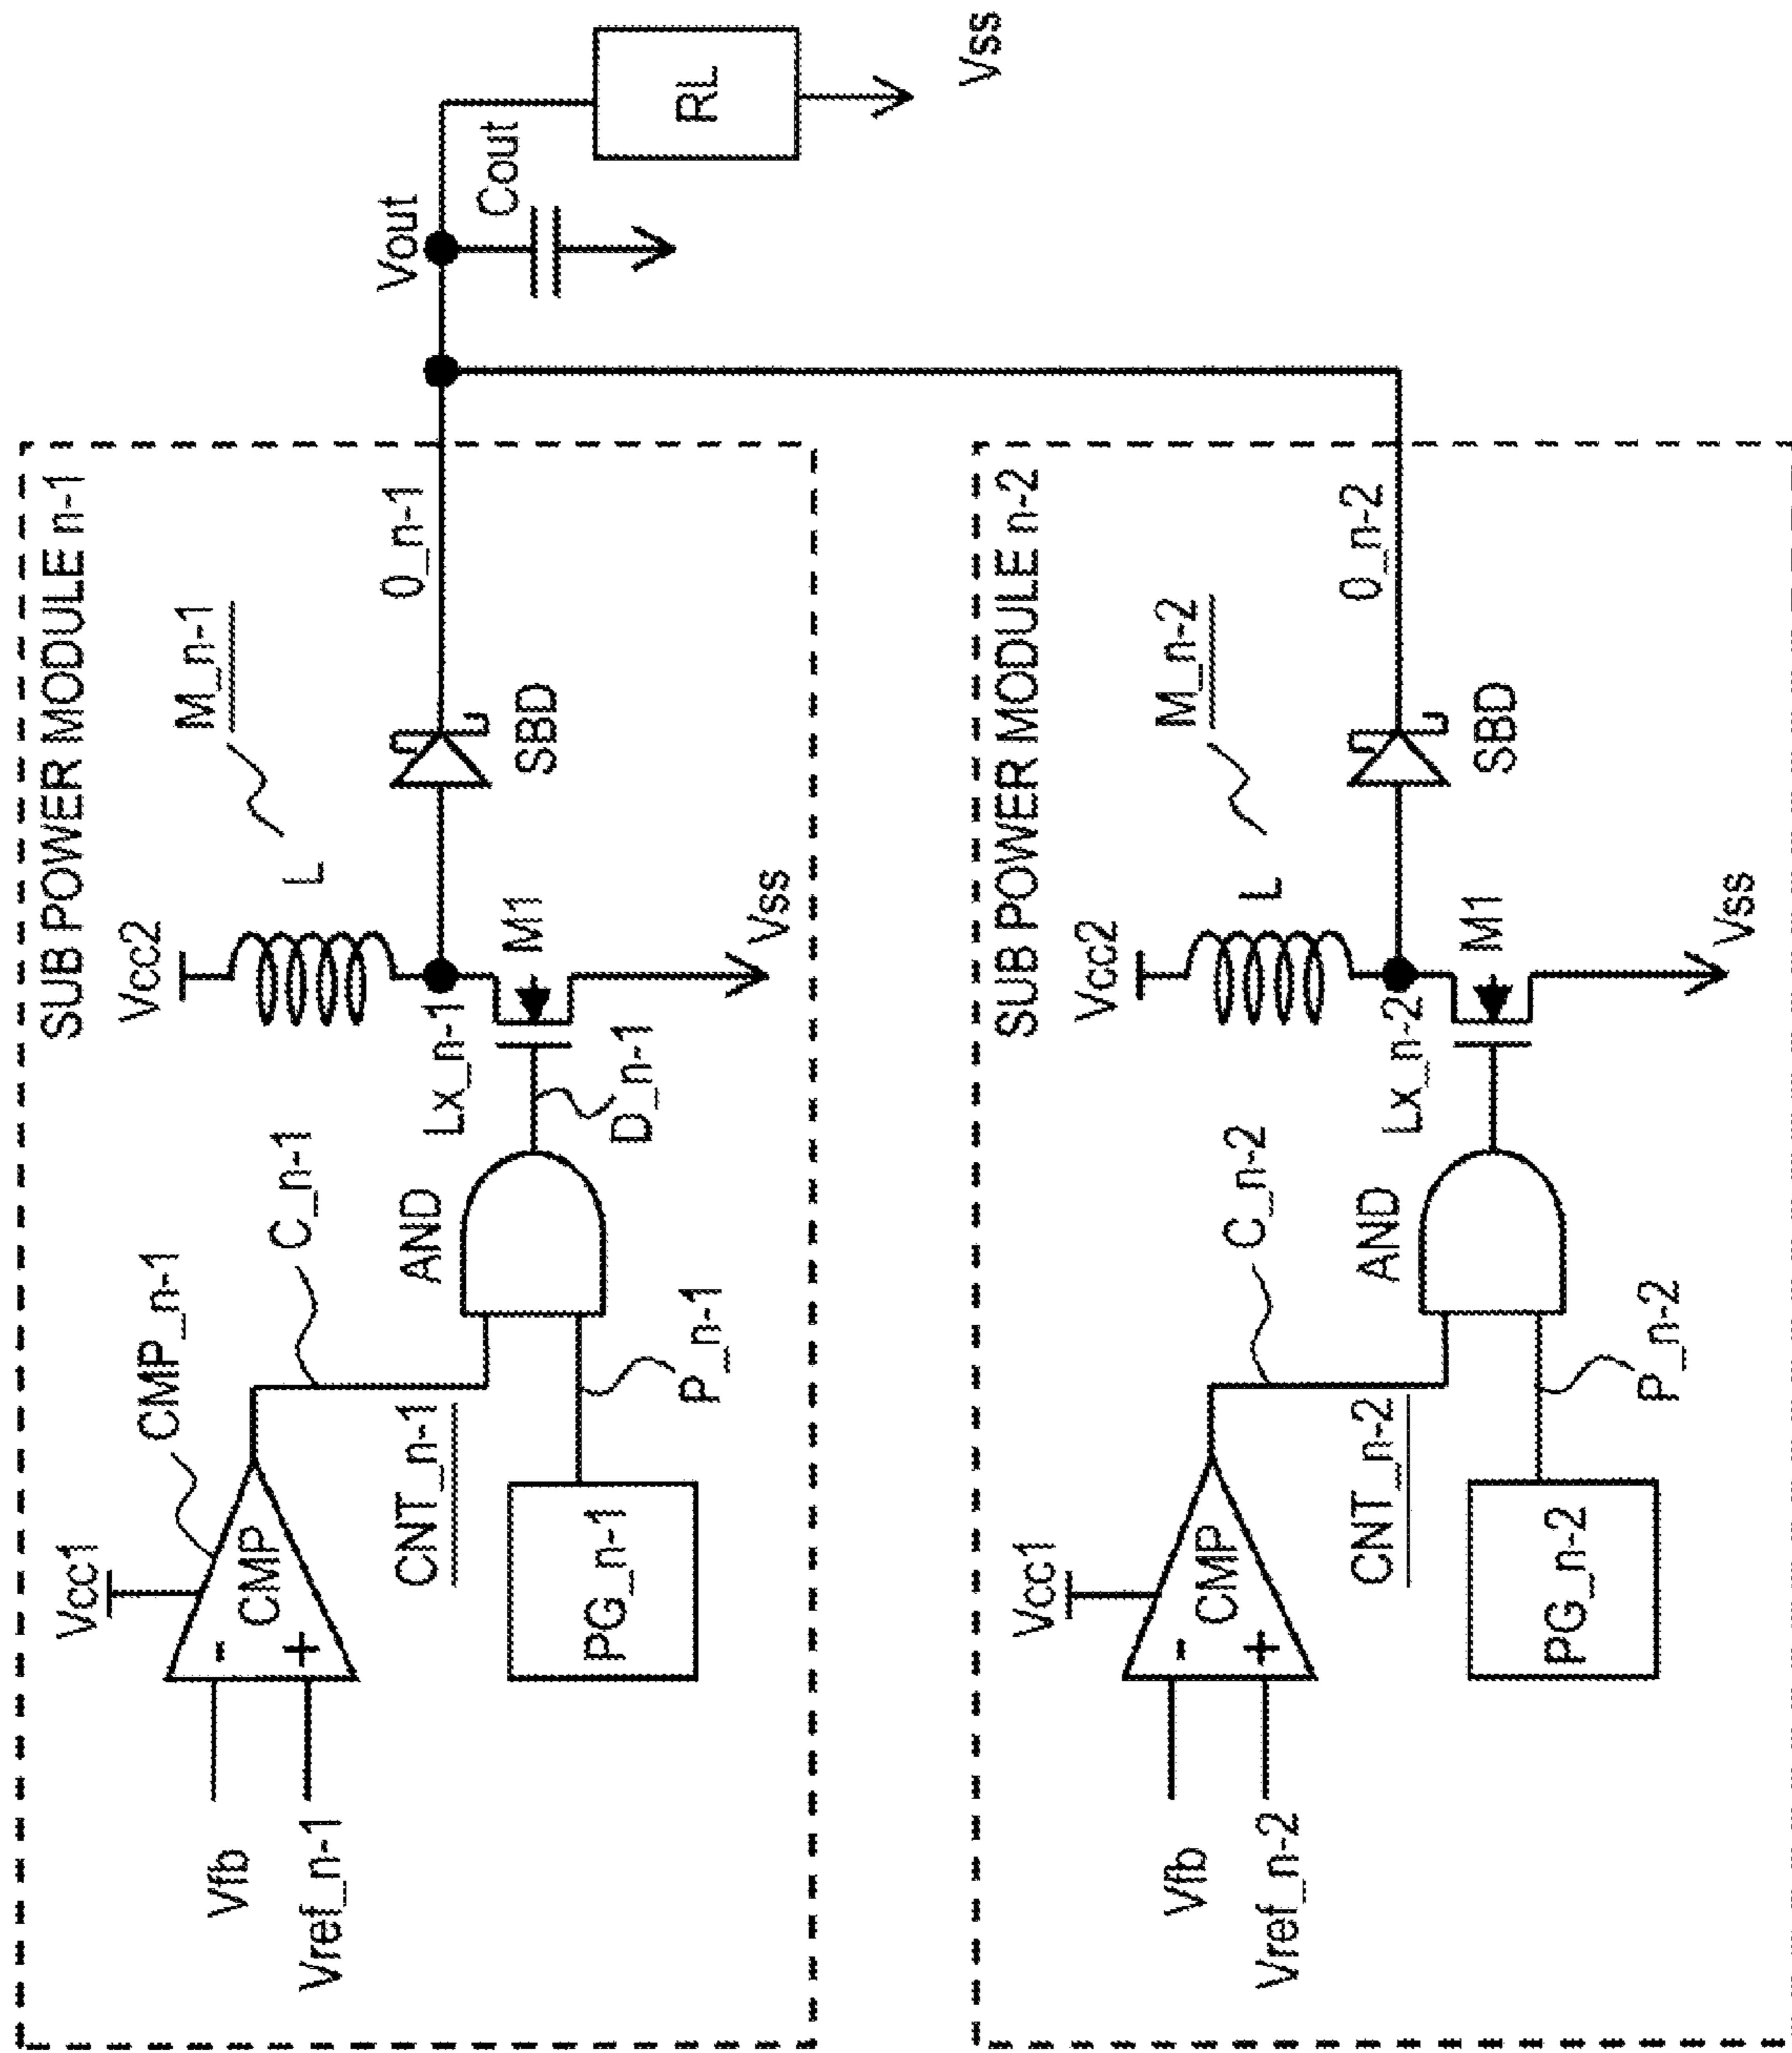 SUB POWER MODULE n-1
Vcc1
CMP_n-1
CMP
-
+
Vfb
Vref_n-1
C_n-1
CNT_n-1
PG_n-1
P_n-1
AND
D_n-1
Vcc2
L
M_n-1
Lx_n-1
M1
Vss
SBD
O_n-1
Vout
Cout
RL
Vss
SUB POWER MODULE n-2
Vcc1
CMP
-
+
Vfb
Vref_n-2
C_n-2
CNT_n-2
PG_n-2
P_n-2
AND
Vcc2
L
M_n-2
Lx_n-2
M1
Vss
SBD
O_n-2